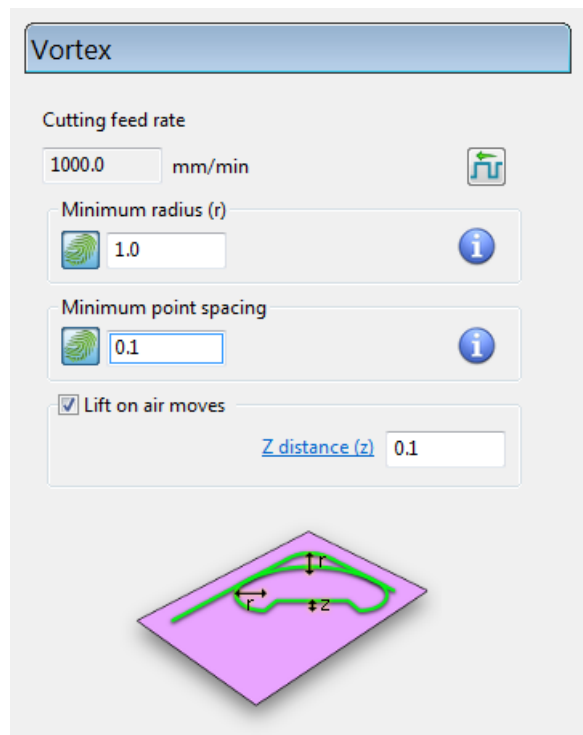 Vortex
Cutting feed rate
1000.0 mm/min
Minimum radius (r)
1.0
Minimum point spacing
0.1
Lift on air moves
Z distance (z) 0.1
r
r
z